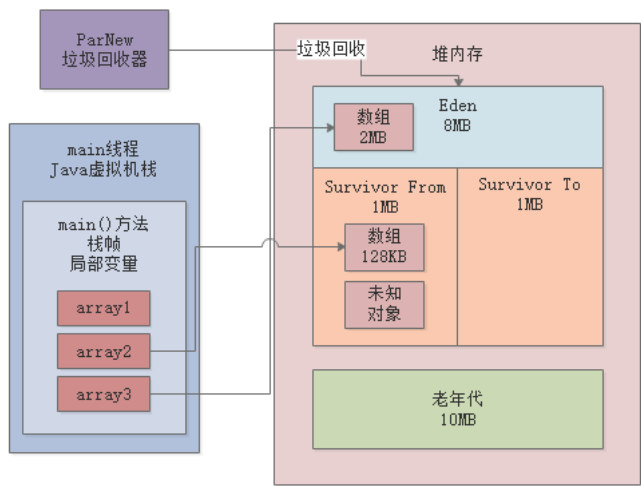 ParNew
垃圾回收器
垃圾回收
堆内存
Eden
8MB
数组
2MB
main线程
Java虚拟机栈
main()方法
栈帧
局部变量
array1
array2
array3
Survivor From
1MB
Survivor To
1MB
数组
128KB
未知
对象
老年代
10MB